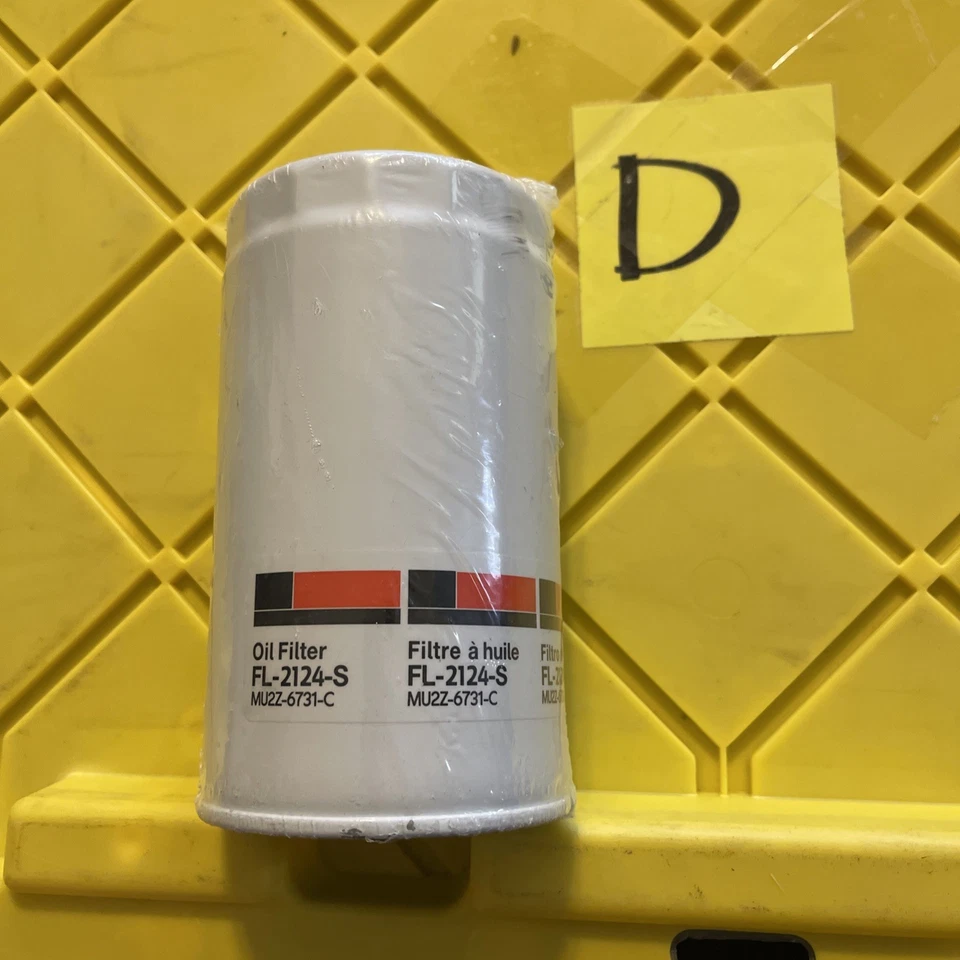 D
Oil Filter
FL-2124-S
MU2Z-6731-C
Filtre à huile
FL-2124-S
MU2Z-6731-C